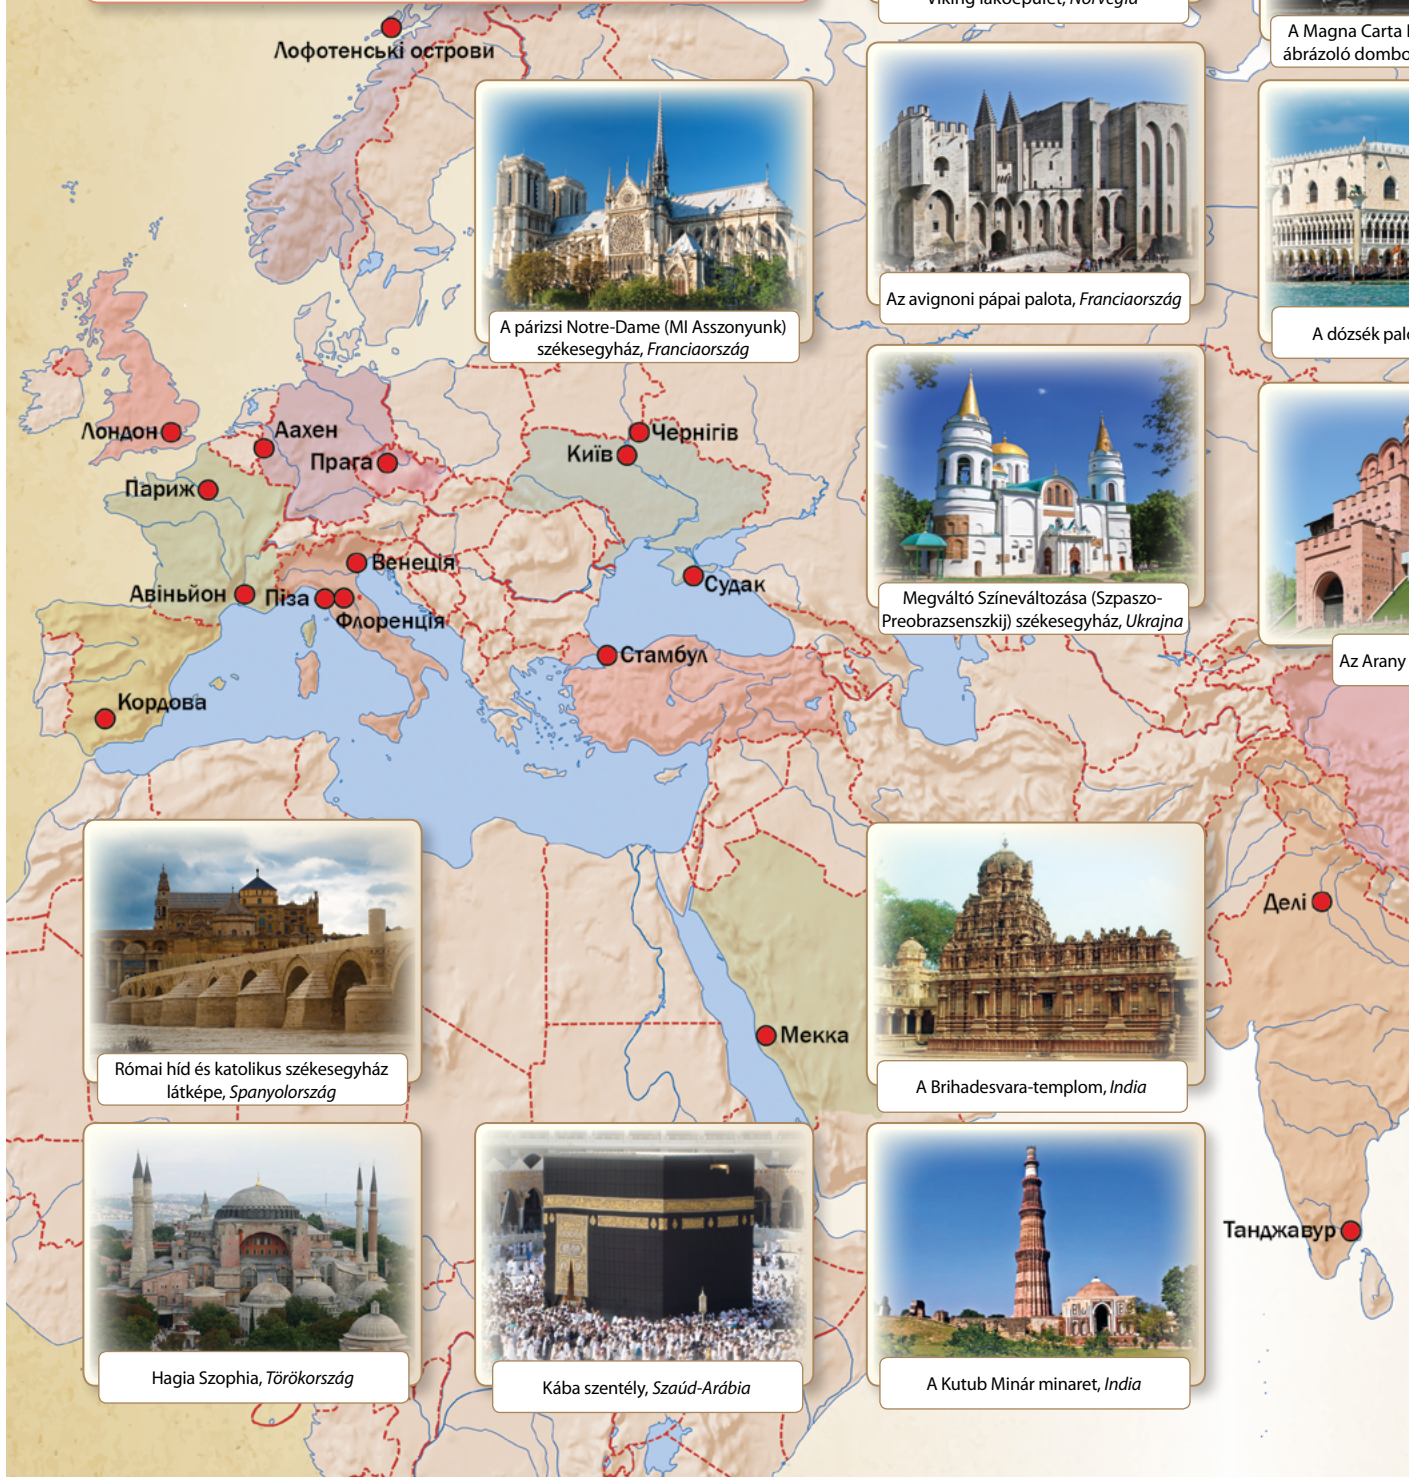 Viking lakóépület, Norvégia
A Magna Carta
ábrázoló
Лофотенські острови
A párizsi Notre-Dame (MI Asszonyunk)
székesegyház, Franciaország
Az avignoni pápai palota, Franciaország
A dózsék
Лондон
Аахен
Прага
Париж
Чернігів
Київ
Венеція
Авіньйон
Піза
Флоренція
Судак
Стамбул
Кордова
Megváltó Színeváltozása (Szpaszo-
Preobrazsenszkij) székesegyház, Ukrajna
Az Arany
Делі
Мекка
Танджавур
Római híd és katolikus székesegyház
látképe, Spanyolország
A Brihadesvara-templom, India
Hagia Szophia, Törökország
Kába szentély, Szaúd-Arábia
A Kutub Minár minaret, India